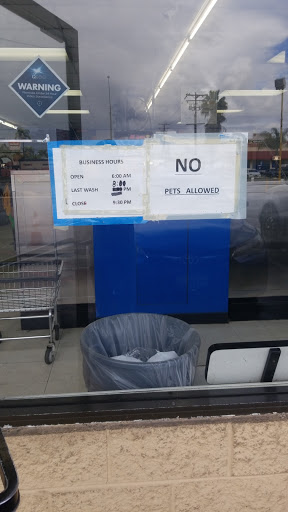 WARNING
BUSINESS HOURS
OPEN 6:00 AM
LAST WASH 8:00 PM
CLOSE 9:30 PM
NO
PETS ALLOWED